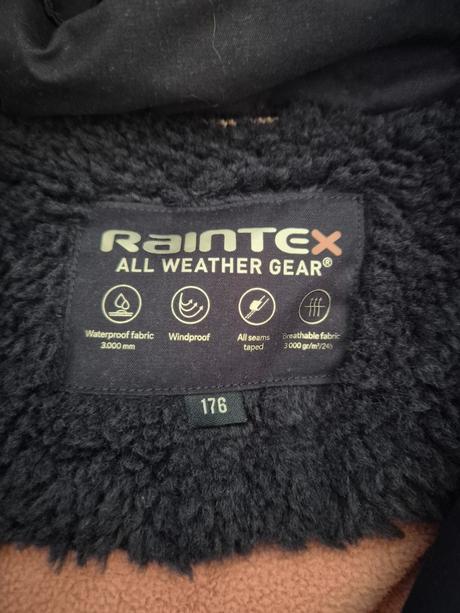 RainTEX
ALL WEATHER GEAR®
Waterproof fabric
3.000 mm
Windproof
All seams
taped
Breathable fabric
3 000 gr/m²/24h
176